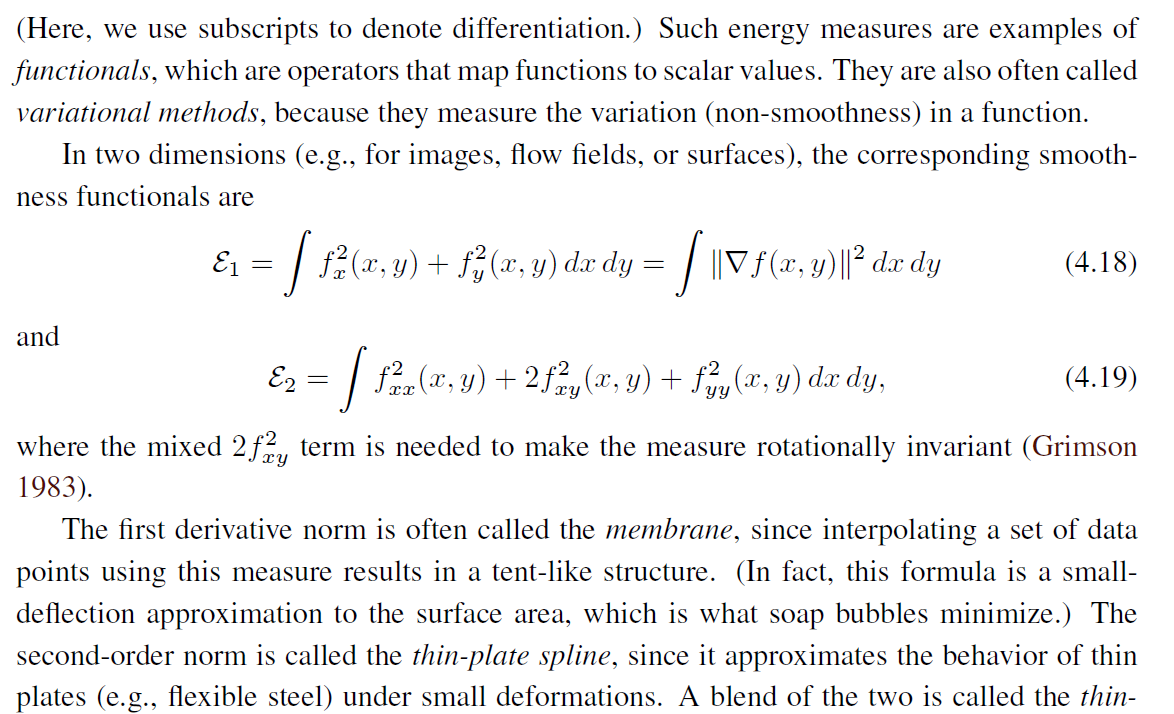 (Here, we use subscripts to denote differentiation.) Such energy measures are examples of
functionals, which are operators that map functions to scalar values. They are also often called
variational methods, because they measure the variation (non-smoothness) in a function.
In two dimensions (e.g., for images, flow fields, or surfaces), the corresponding smooth-
ness functionals are
ℰ₁ = ∫ f²ₓ(x, y) + f²_y(x, y) dx dy = ∫ ‖∇f(x, y)‖² dx dy (4.18)
and
ℰ₂ = ∫ f²ₓₓ(x, y) + 2f²_xy(x, y) + f²_yy(x, y) dx dy, (4.19)
where the mixed 2f²_xy term is needed to make the measure rotationally invariant (Grimson
1983).
The first derivative norm is often called the membrane, since interpolating a set of data
points using this measure results in a tent-like structure. (In fact, this formula is a small-
deflection approximation to the surface area, which is what soap bubbles minimize.) The
second-order norm is called the thin-plate spline, since it approximates the behavior of thin
plates (e.g., flexible steel) under small deformations. A blend of the two is called the thin-